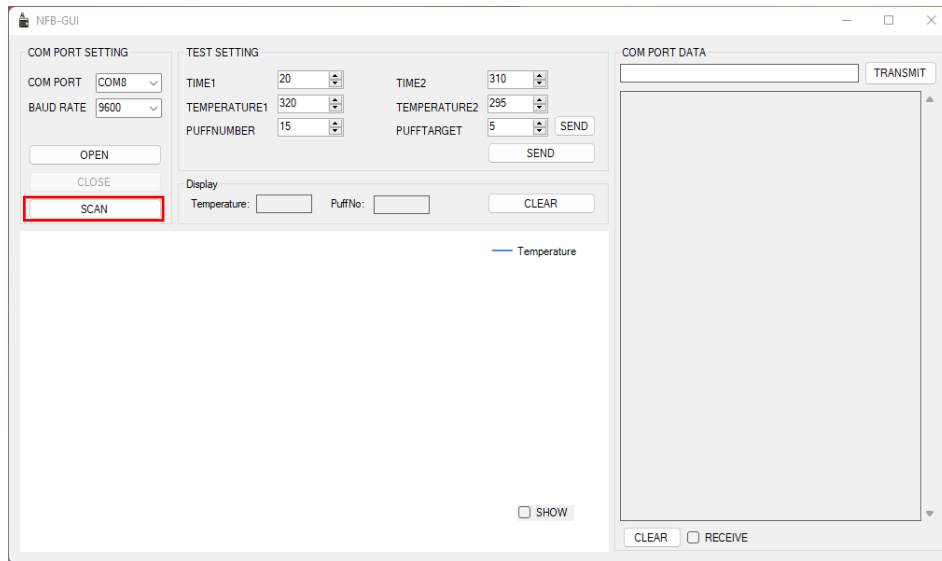 NFB-GUI
COM PORT SETTING
COM PORT COM8
BAUD RATE 9600
OPEN
CLOSE
SCAN
TEST SETTING
TIME1 20 TIME2 310
TEMPERATURE1 320 TEMPERATURE2 295
PUFFNUMBER 15 PUFFTARGET 5 SEND
SEND
Display
Temperature: PuffNo: CLEAR
Temperature
SHOW
COM PORT DATA
TRANSMIT
CLEAR RECEIVE